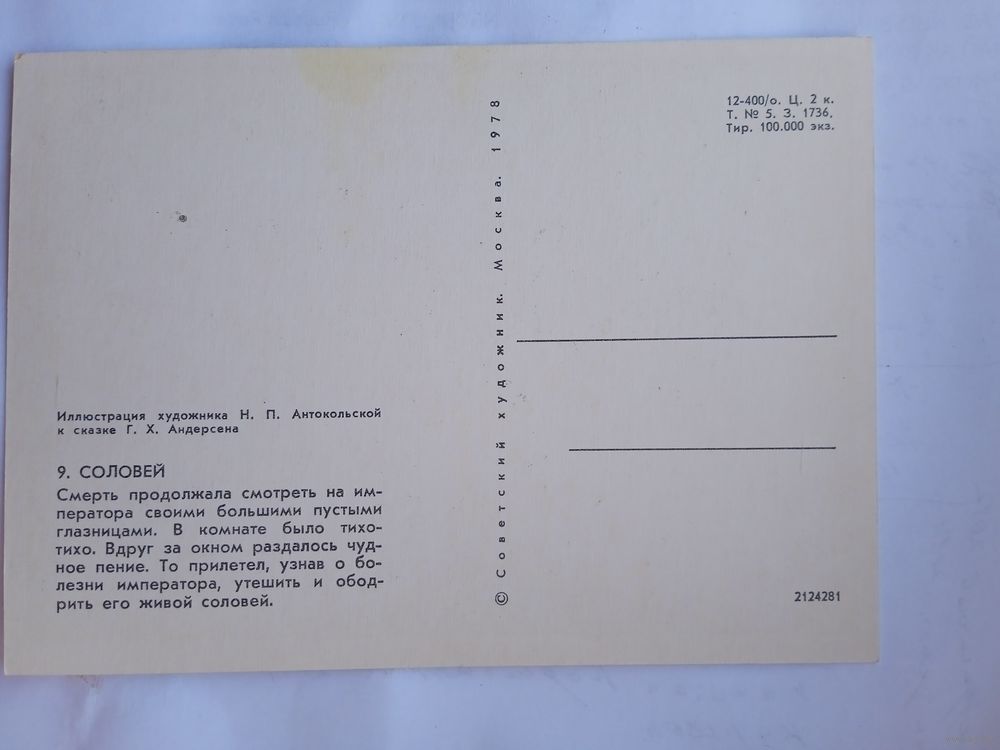 Иллюстрация художника Н. П. Антокольской
к сказке Г. Х. Андерсена
9. СОЛОВЕЙ
Смерть продолжала смотреть на им-
ператора своими большими пустыми
глазницами. В комнате было тихо-
тихо. Вдруг за окном раздалось чуд-
ное пение. То прилетел, узнав о бо-
лезни императора, утешить и обод-
рить его живой соловей.
© Советский художник. Москва. 1978
12-400/о. Ц. 2 к.
Т. № 5. З. 1736.
Тир. 100.000 экз.
2124281